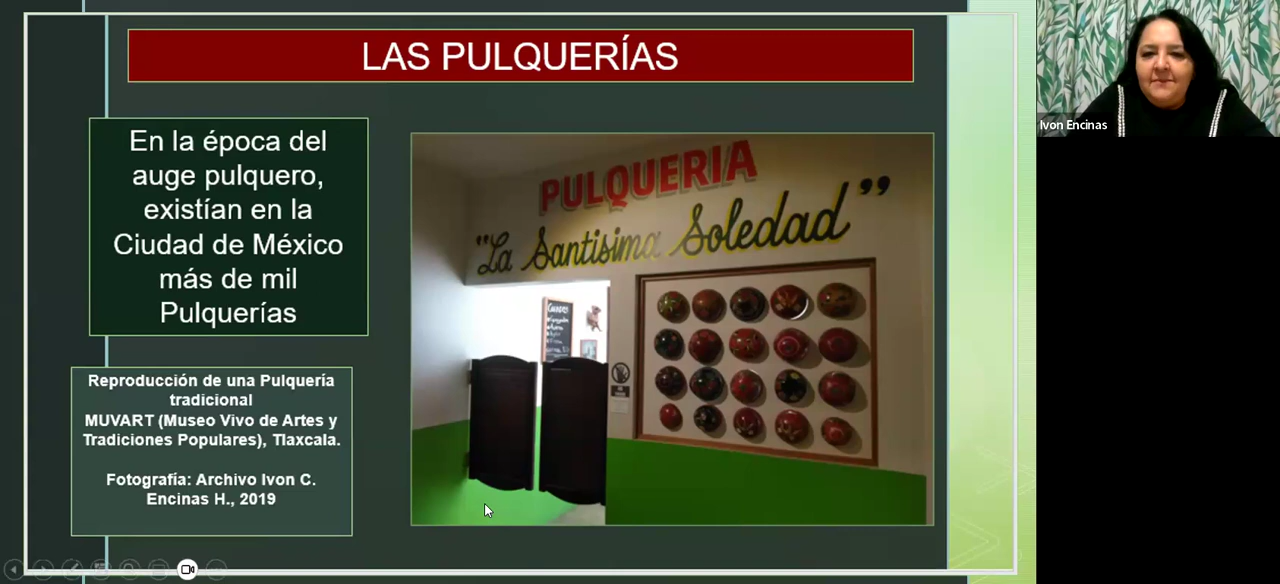 LAS PULQUERÍAS
En la época del
auge pulquero,
existían en la
Ciudad de México
más de mil
Pulquerías
Reproducción de una Pulquería
tradicional
MUVART (Museo Vivo de Artes y
Tradiciones Populares), Tlaxcala.
Fotografía: Archivo Ivon C.
Encinas H., 2019
PULQUERIA
"La Santisima Soledad"
Ivon Encinas